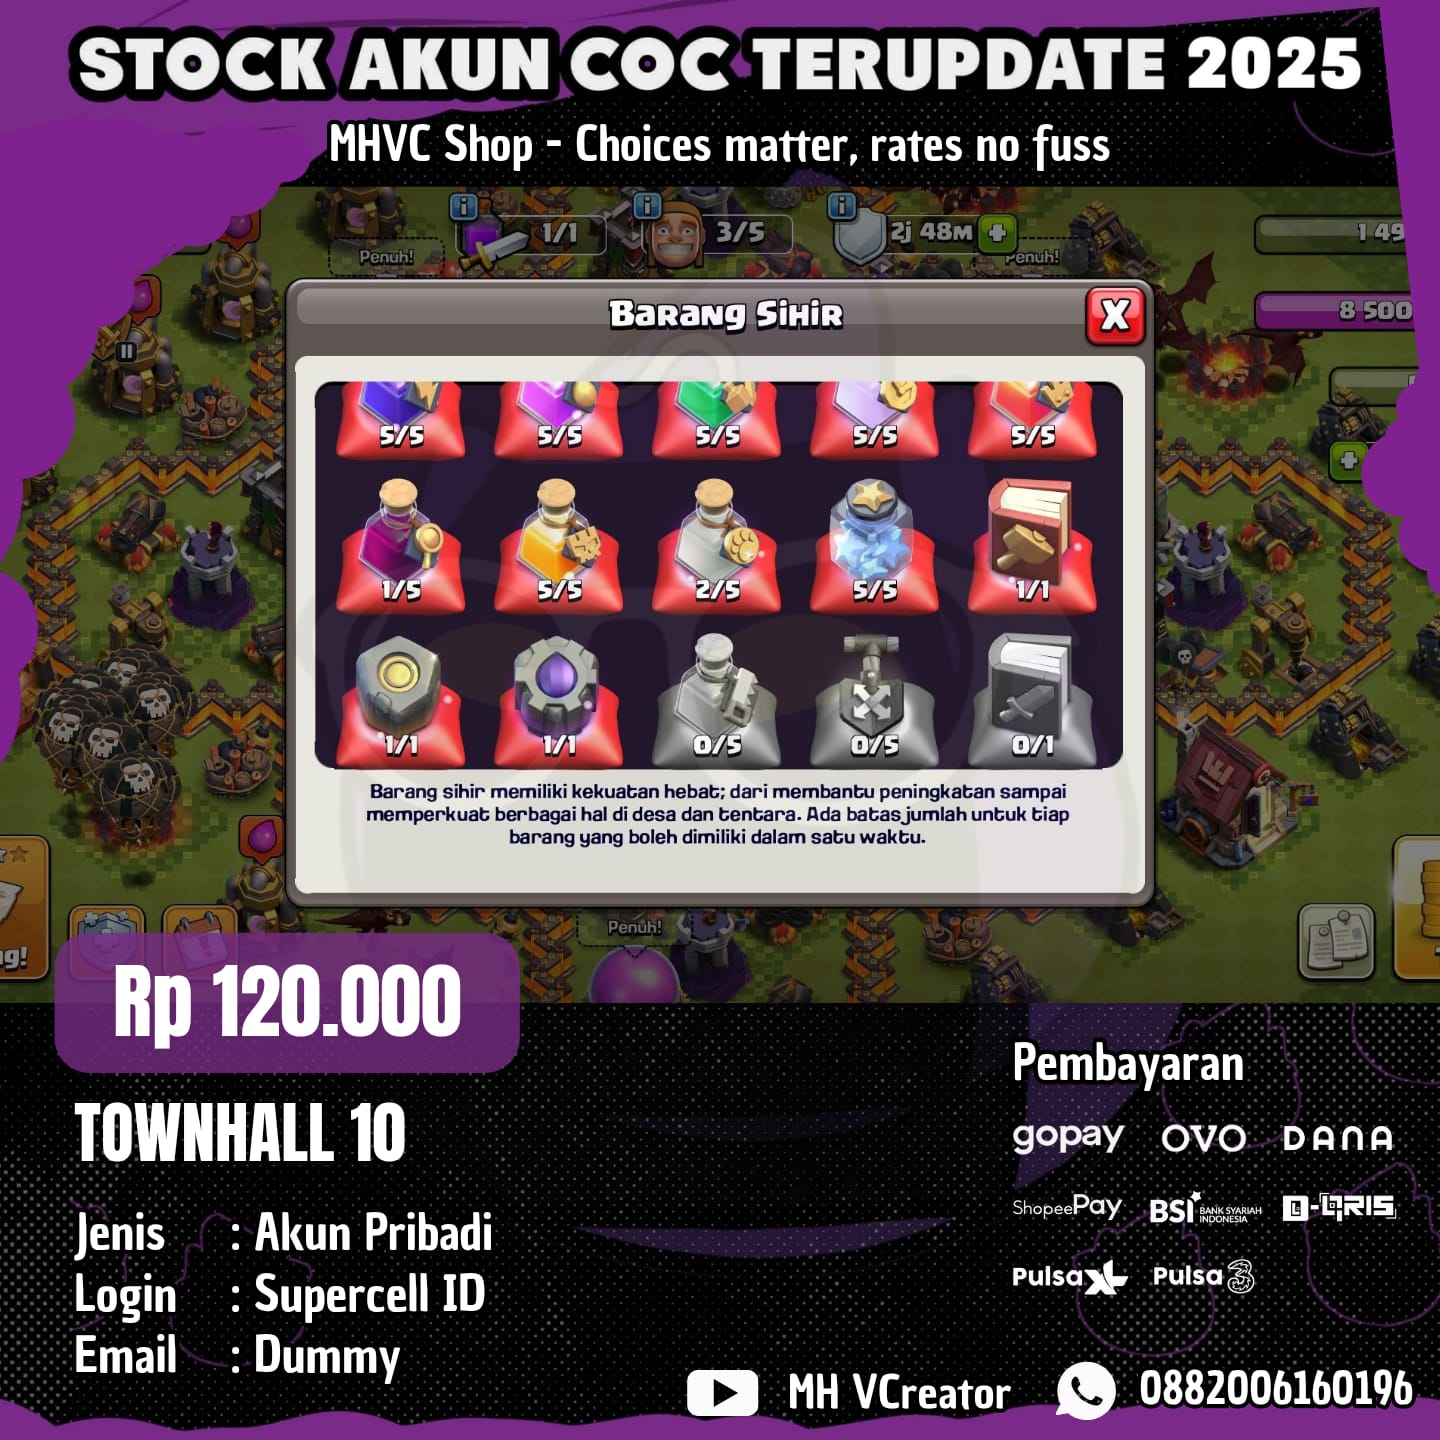 STOCK AKUN COC TERUPDATE 2025
MHVC Shop - Choices matter, rates no fuss
1/1
3/5
2j 48m
1 49
Penuh!
Penuh!
8 500
Barang Sihir
X
5/5 5/5 5/5 5/5 5/5
1/5 5/5 2/5 5/5 1/1
1/1 1/1 0/5 0/5 0/1
Barang sihir memiliki kekuatan hebat; dari membantu peningkatan sampai
memperkuat berbagai hal di desa dan tentara. Ada batas jumlah untuk tiap
barang yang boleh dimiliki dalam satu waktu.
Penuh!
g!
Rp 120.000
TOWNHALL 10
Jenis : Akun Pribadi
Login : Supercell ID
Email : Dummy
Pembayaran
gopay OVO DANA
ShopeePay BSI BANK SYARIAH INDONESIA
PulsaXL Pulsa3
MH VCreator
0882006160196